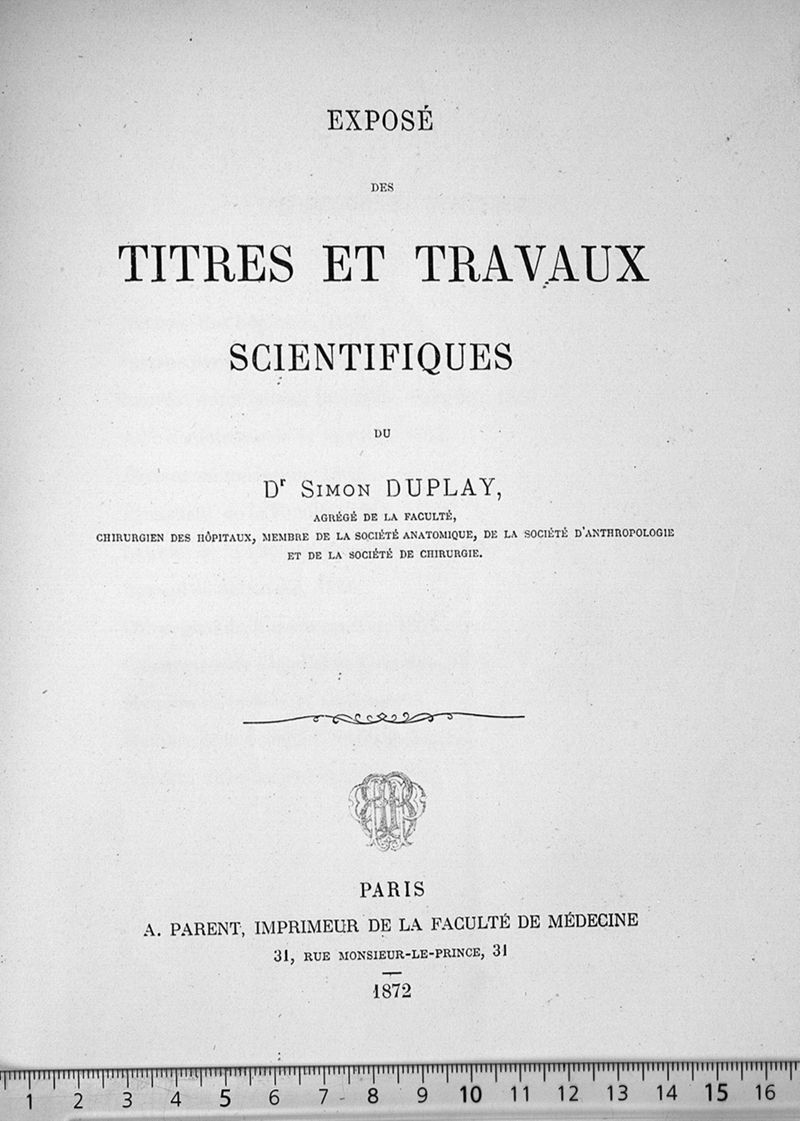 EXPOSÉ
DES
TITRES ET TRAVAUX
SCIENTIFIQUES
DU
Dr SIMON DUPLAY,
AGRÉGÉ DE LA FACULTÉ,
CHIRURGIEN DES HÔPITAUX, MEMBRE DE LA SOCIÉTÉ ANATOMIQUE, DE LA SOCIÉTÉ D'ANTHROPOLOGIE
ET DE LA SOCIÉTÉ DE CHIRURGIE.
PARIS
A. PARENT, IMPRIMEUR DE LA FACULTÉ DE MÉDECINE
31, RUE MONSIEUR-LE-PRINCE, 31
1872
1 2 3 4 5 6 7 8 9 10 11 12 13 14 15 16